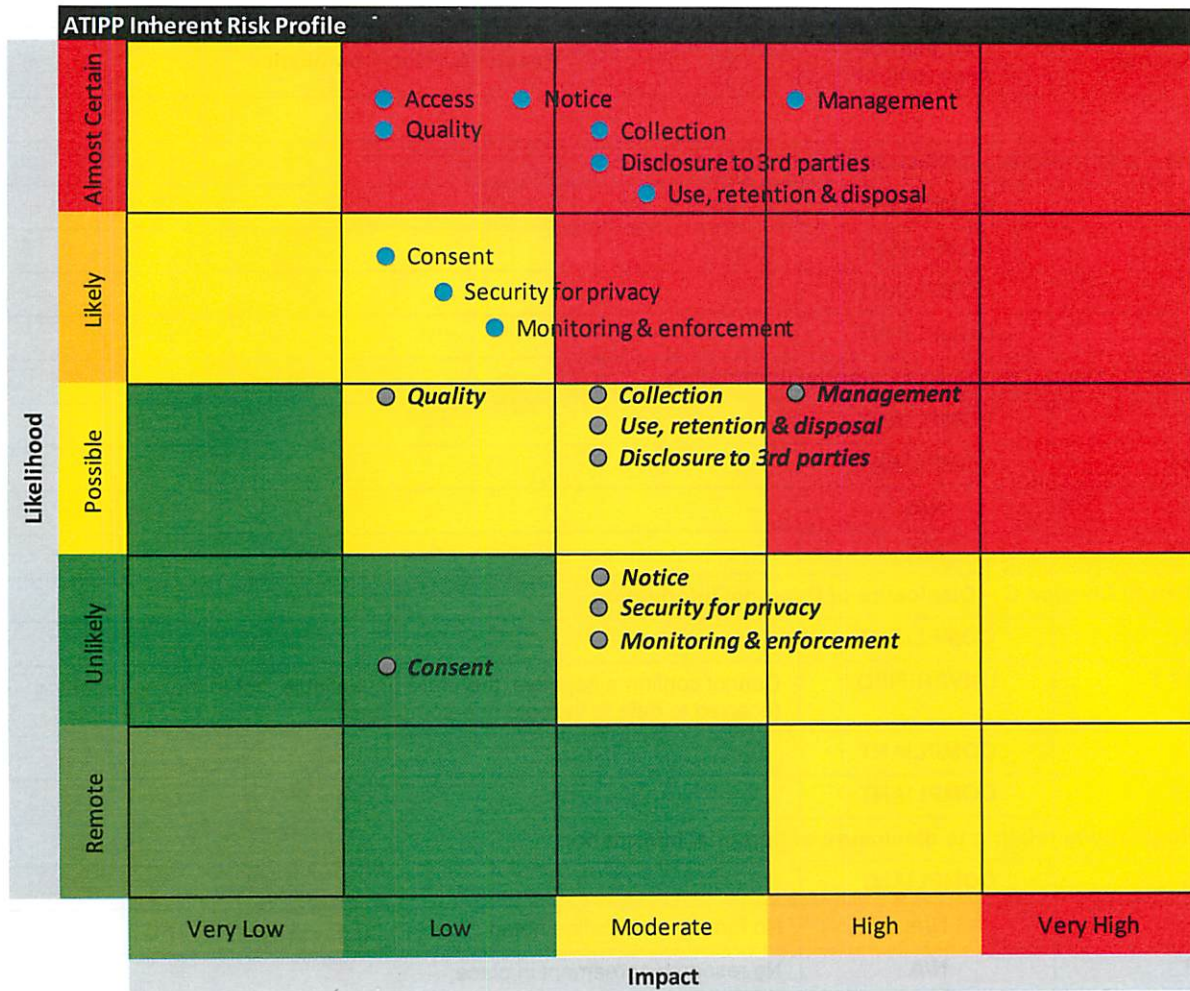 ATIPP Inherent Risk Profile
Likelihood
Almost Certain
Access
Notice
Management
Quality
Collection
Disclosure to 3rd parties
Use, retention & disposal
Likely
Consent
Security for privacy
Monitoring & enforcement
Possible
Quality
Collection
Management
Use, retention & disposal
Disclosure to 3rd parties
Unlikely
Notice
Security for privacy
Monitoring & enforcement
Consent
Remote
Very Low
Low
Moderate
High
Very High
Impact